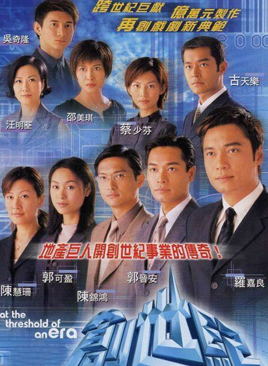 跨世紀巨獻 億萬元製作
再創戲劇新典範
吳奇隆
古天樂
汪明荃
邵美琪
蔡少芬
地產巨人開創世紀事業的傳奇！
陳慧珊
郭可盈
陳錦鴻
郭晉安
羅嘉良
at the
threshold of
an era
創世紀